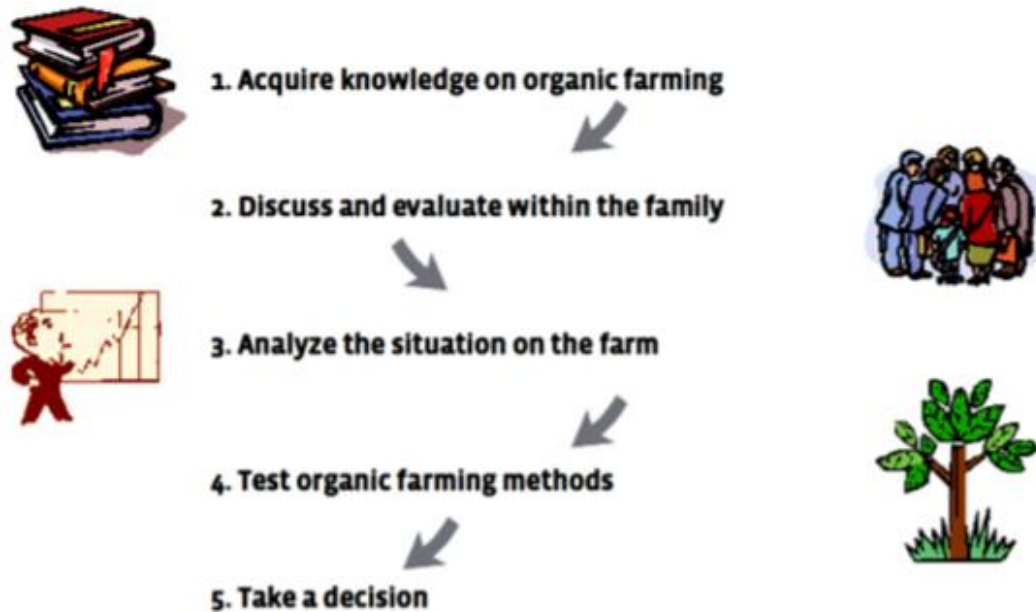 1. Acquire knowledge on organic farming
2. Discuss and evaluate within the family
3. Analyze the situation on the farm
4. Test organic farming methods
5. Take a decision